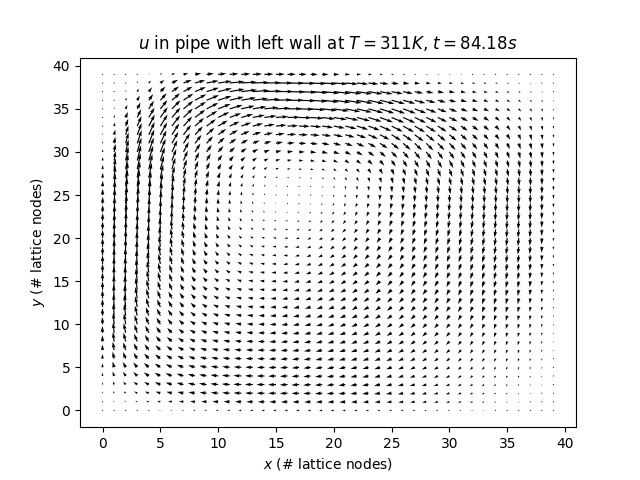 u in pipe with left wall at T = 311K, t = 84.18s
40
35
30
25
20
15
10
5
0
y (# lattice nodes)
0 5 10 15 20 25 30 35 40
x (# lattice nodes)